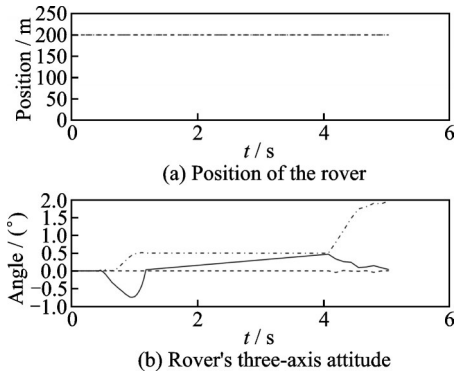 250
200
150
100
50
0
Position / m
0 2 4 6
t / s
(a) Position of the rover
2.0
1.5
1.0
0.5
0.0
−0.5
−1.0
Angle / (°)
0 2 4 6
t / s
(b) Rover's three-axis attitude